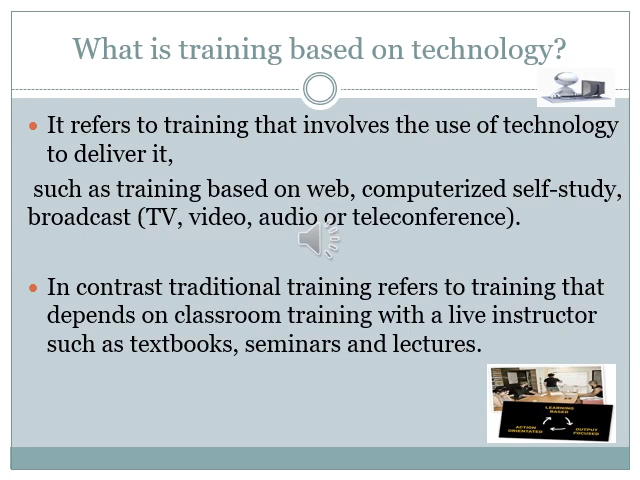 What is training based on technology?
It refers to training that involves the use of technology
to deliver it,
such as training based on web, computerized self-study,
broadcast (TV, video, audio or teleconference).
In contrast traditional training refers to training that
depends on classroom training with a live instructor
such as textbooks, seminars and lectures.
LEARNING
BASED
ACTION
ORIENTATED
OUTPUT
FOCUSED